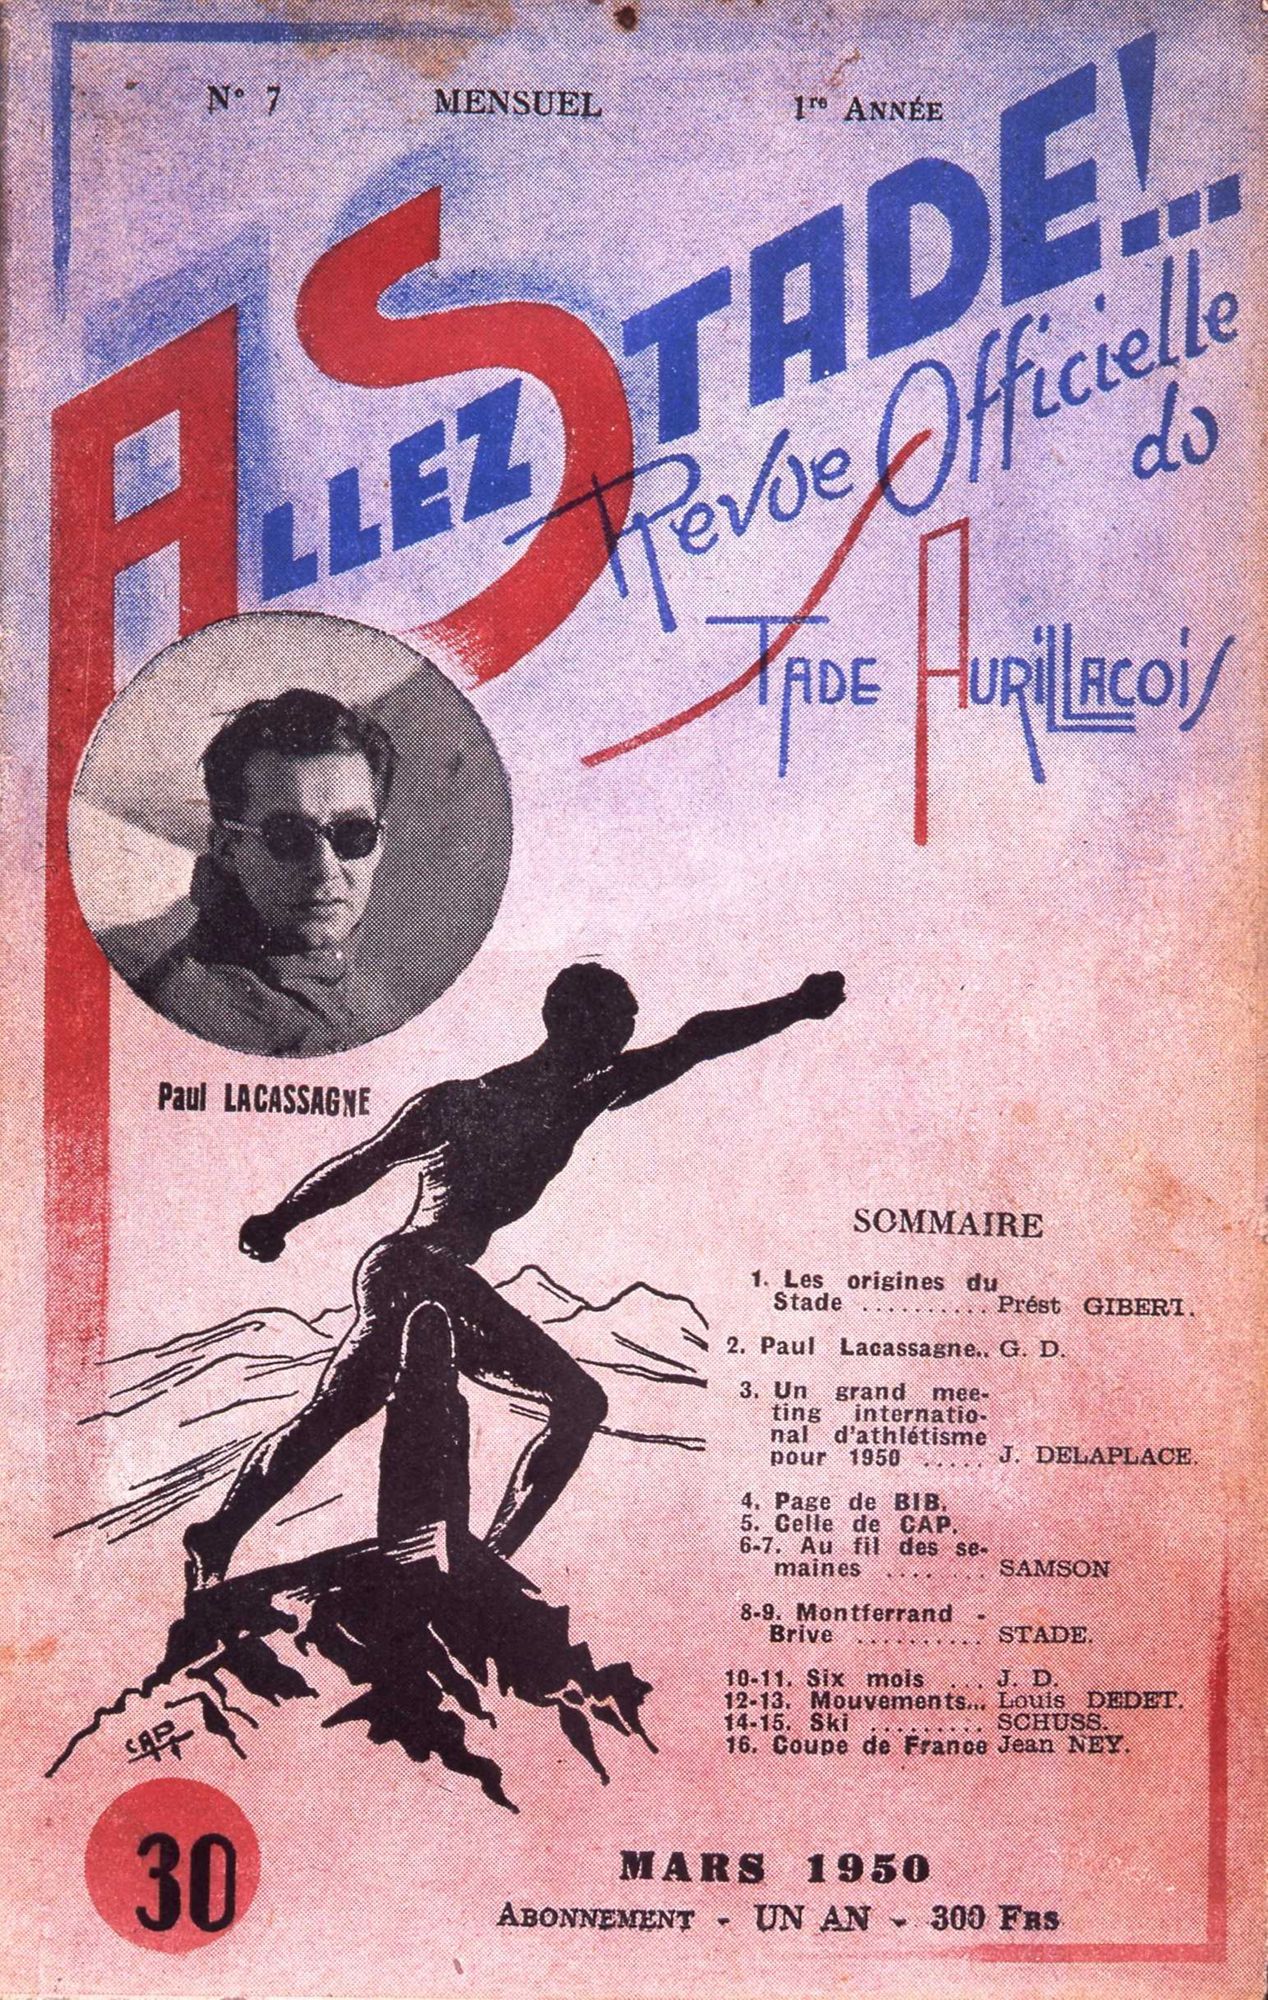 N° 7 MENSUEL 1re ANNÉE
ALLEZ STADE!...
Revue Officielle
du
STADE AURILLACOIS
Paul LACASSAGNE
SOMMAIRE
1. Les origines du
Stade .......... Prést GIBERT.
2. Paul Lacassagne.. G. D.
3. Un grand mee-
ting internatio-
nal d'athlétisme
pour 1950 ..... J. DELAPLACE.
4. Page de BIB.
5. Celle de CAP.
6-7. Au fil des se-
maines .... ... SAMSON
8-9. Montferrand -
Brive .......... STADE.
10-11. Six mois ... J. D.
12-13. Mouvements... Louis DEDET.
14-15. Ski ......... SCHUSS.
16. Coupe de France Jean NEY.
CAP
30
MARS 1950
ABONNEMENT - UN AN - 300 FRS